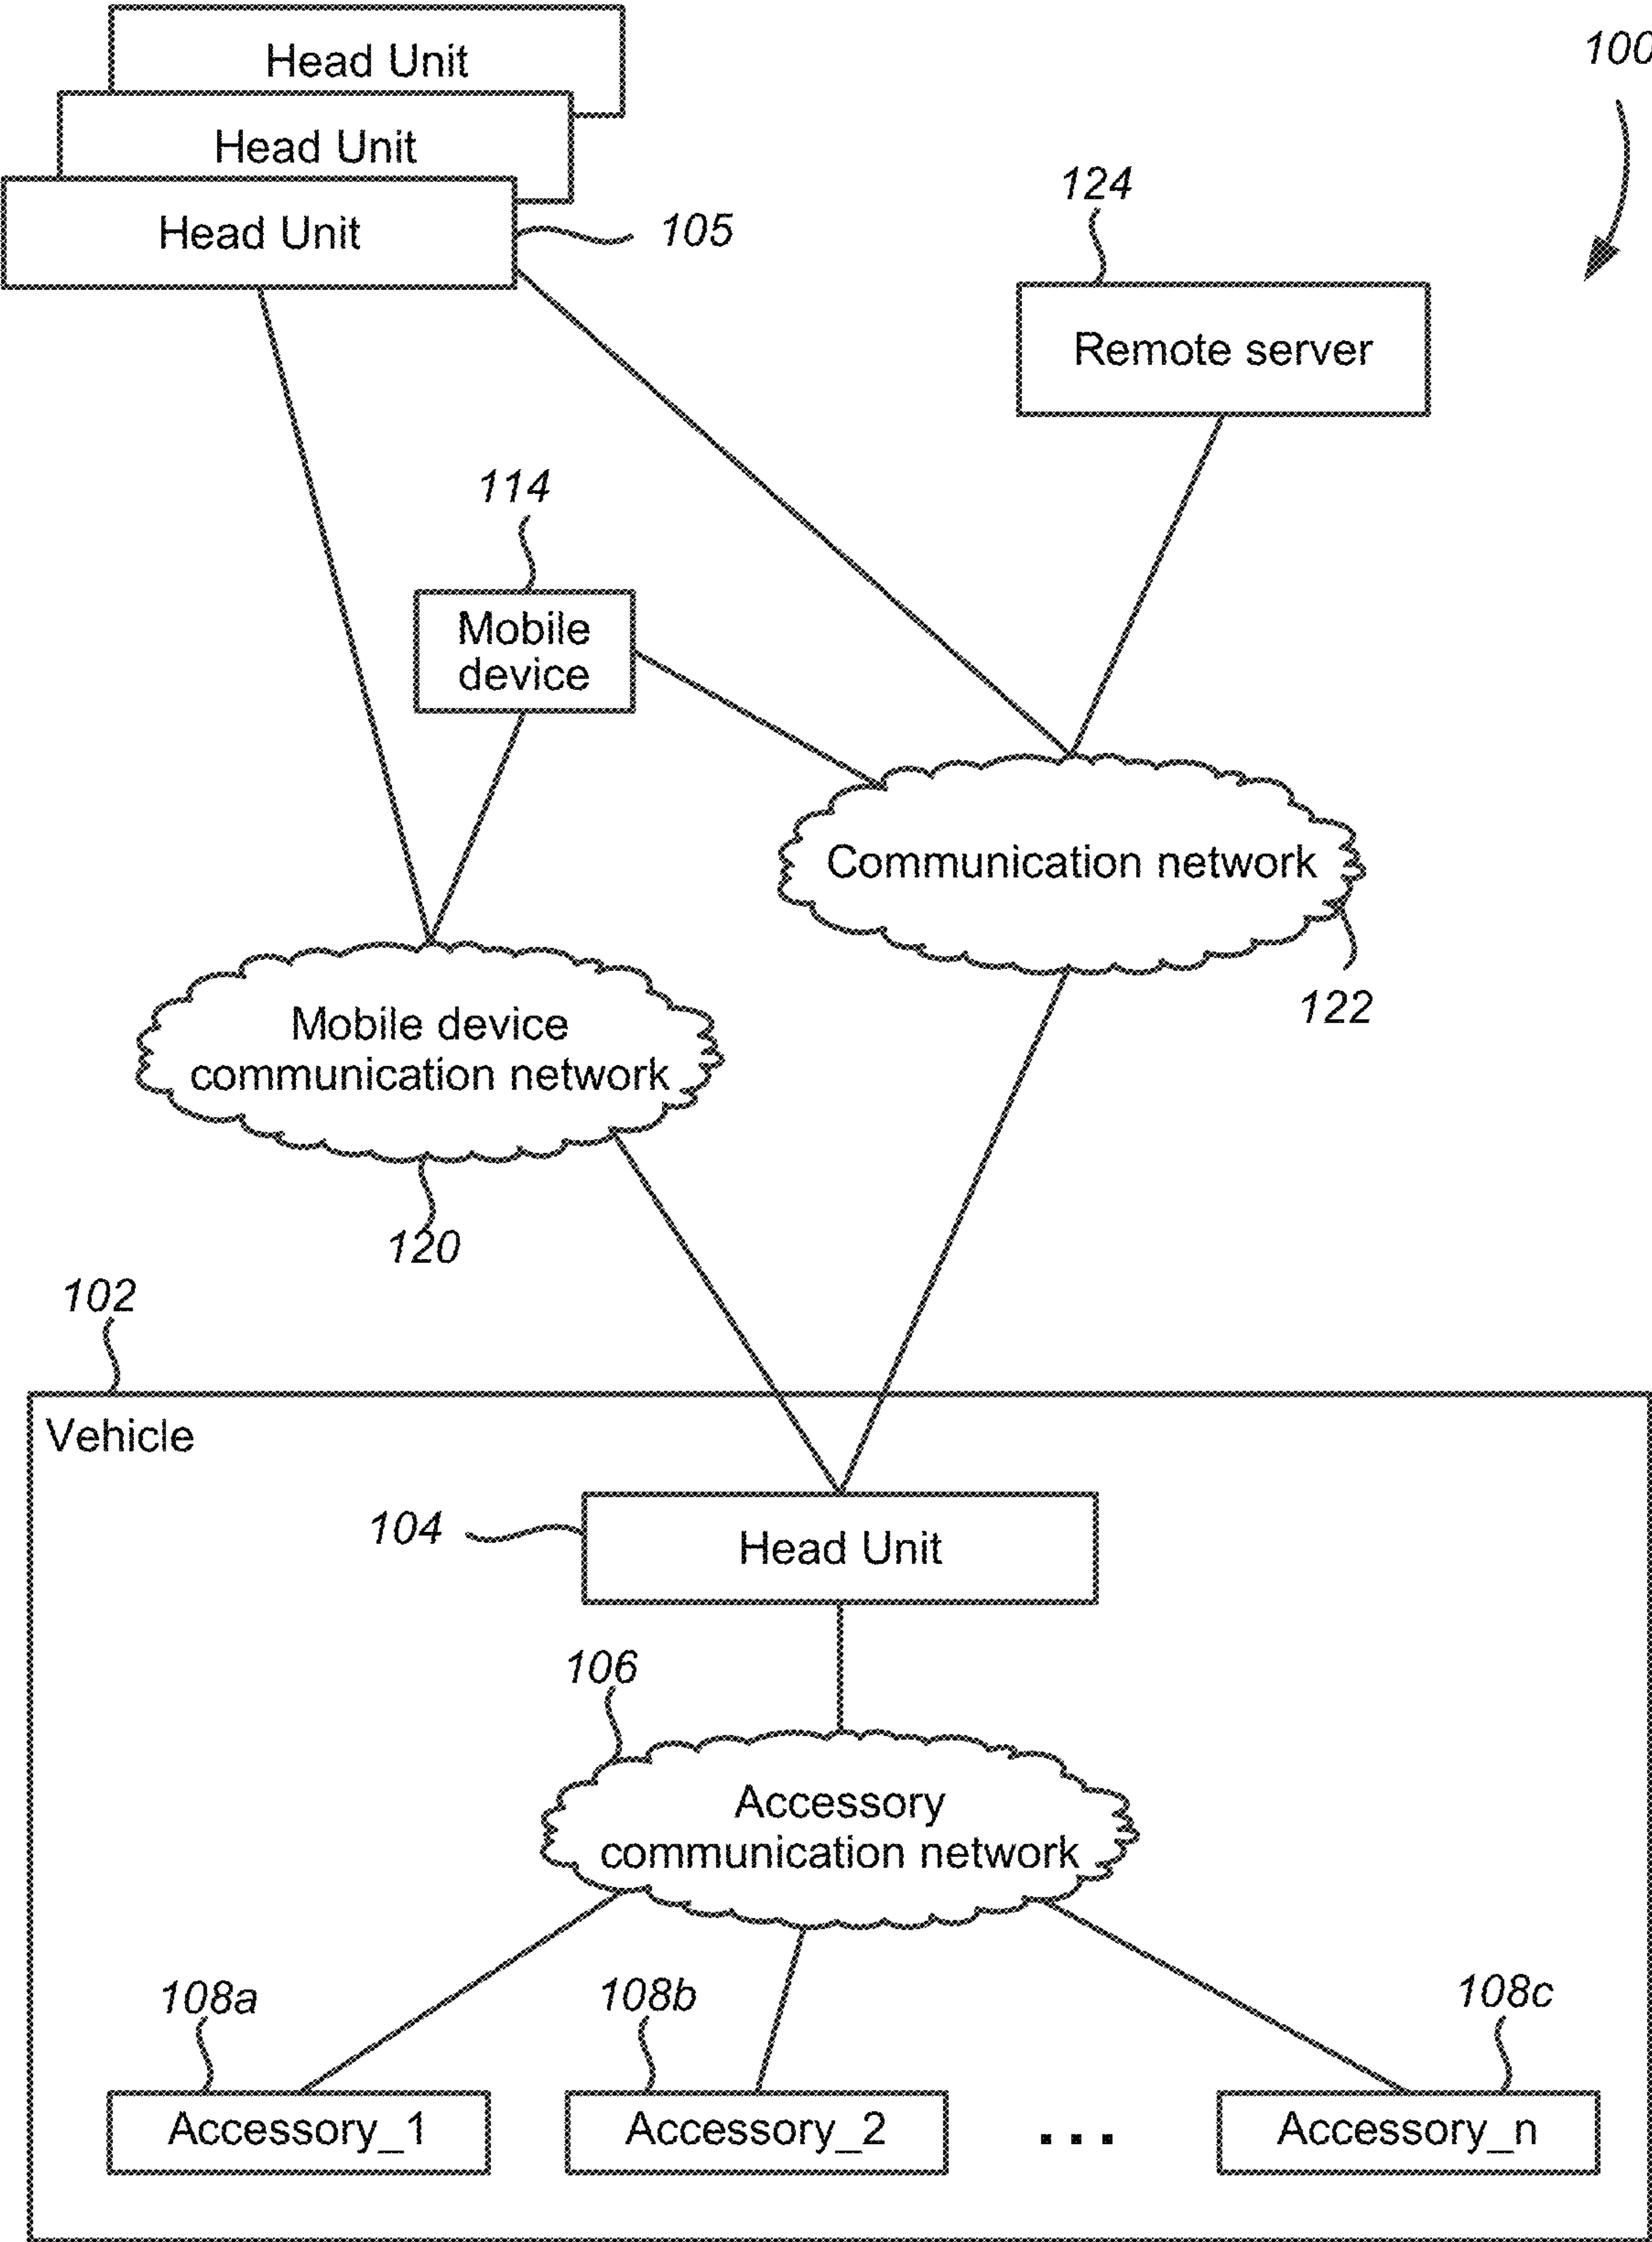 100
Head Unit
Head Unit
Head Unit
105
124
Remote server
114
Mobile
device
Communication network
122
Mobile device
communication network
120
102
Vehicle
104
Head Unit
106
Accessory
communication network
108a
108b
108c
Accessory_1
Accessory_2
...
Accessory_n